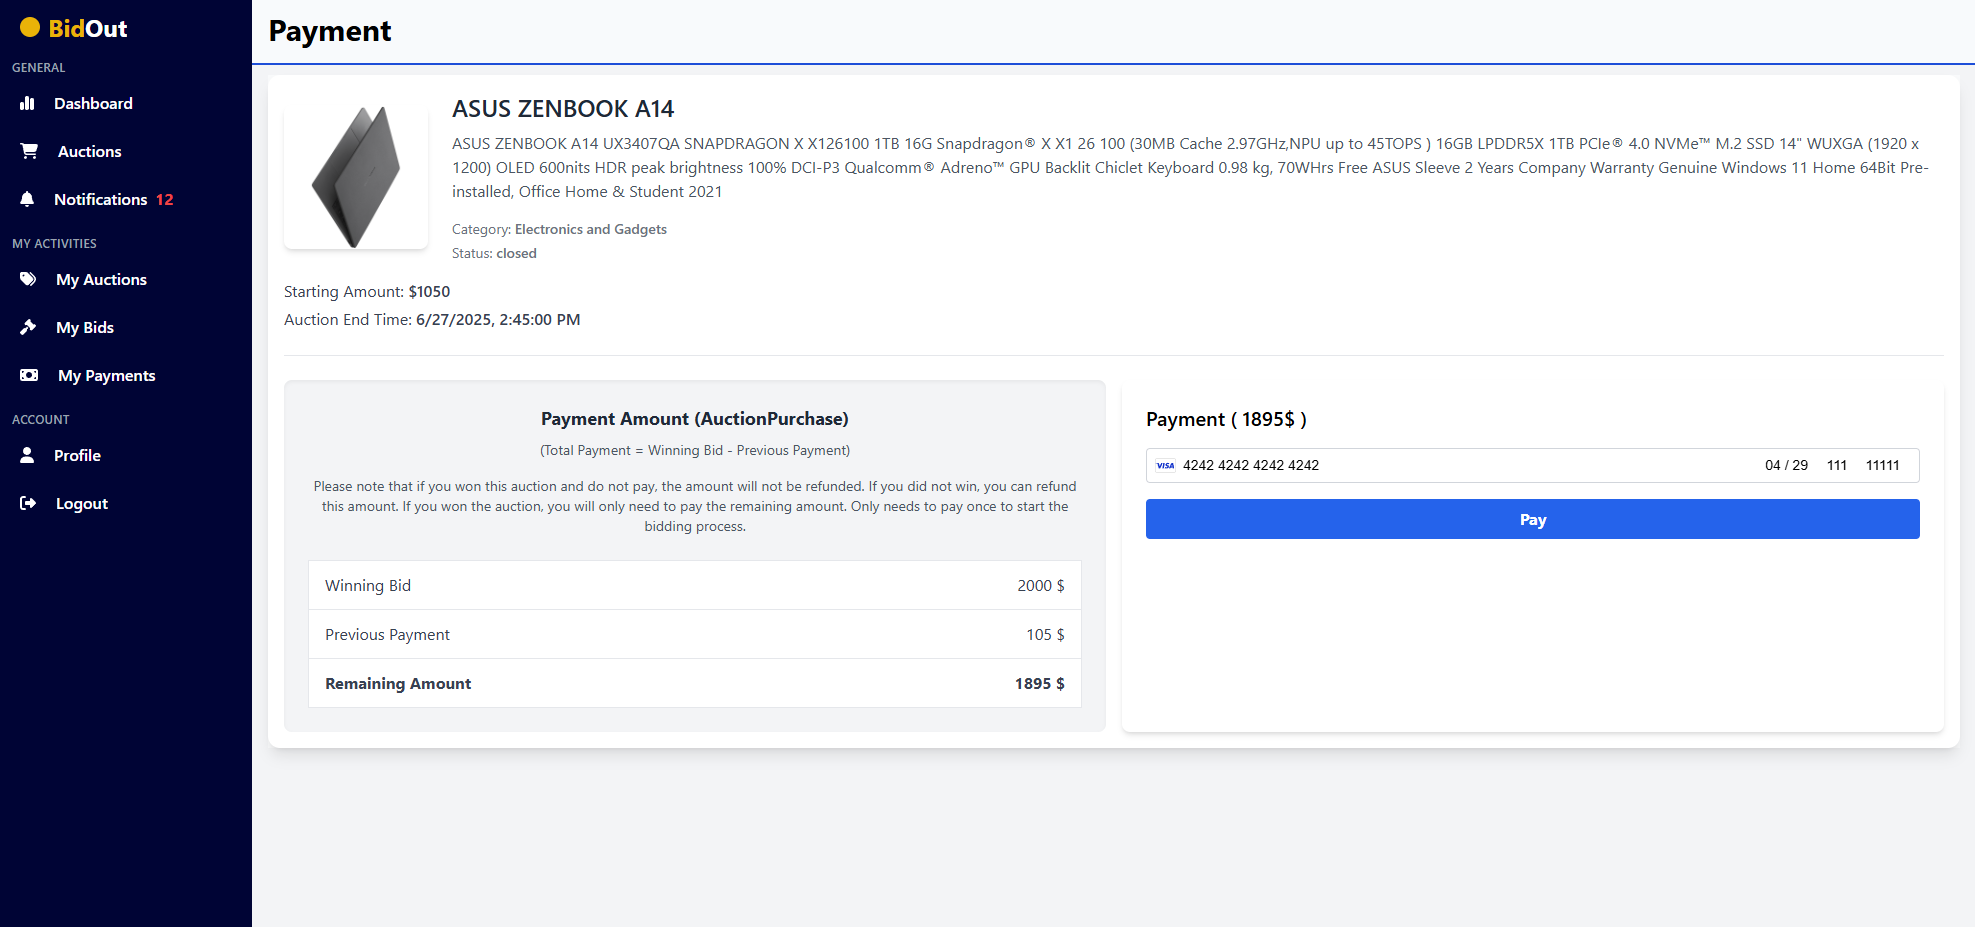 BidOut
GENERAL
Dashboard
Auctions
Notifications 12
MY ACTIVITIES
My Auctions
My Bids
My Payments
ACCOUNT
Profile
Logout
Payment
ASUS ZENBOOK A14
ASUS ZENBOOK A14 UX3407QA SNAPDRAGON X X126100 1TB 16G Snapdragon® X X1 26 100 (30MB Cache 2.97GHz,NPU up to 45TOPS ) 16GB LPDDR5X 1TB PCIe® 4.0 NVMe™ M.2 SSD 14" WUXGA (1920 x
1200) OLED 600nits HDR peak brightness 100% DCI-P3 Qualcomm® Adreno™ GPU Backlit Chiclet Keyboard 0.98 kg, 70WHrs Free ASUS Sleeve 2 Years Company Warranty Genuine Windows 11 Home 64Bit Pre-
installed, Office Home & Student 2021
Category: Electronics and Gadgets
Status: closed
Starting Amount: $1050
Auction End Time: 6/27/2025, 2:45:00 PM
Payment Amount (AuctionPurchase)
(Total Payment = Winning Bid - Previous Payment)
Please note that if you won this auction and do not pay, the amount will not be refunded. If you did not win, you can refund
this amount. If you won the auction, you will only need to pay the remaining amount. Only needs to pay once to start the
bidding process.
Winning Bid 2000 $
Previous Payment 105 $
Remaining Amount 1895 $
Payment ( 1895$ )
VISA 4242 4242 4242 4242 04 / 29 111 11111
Pay